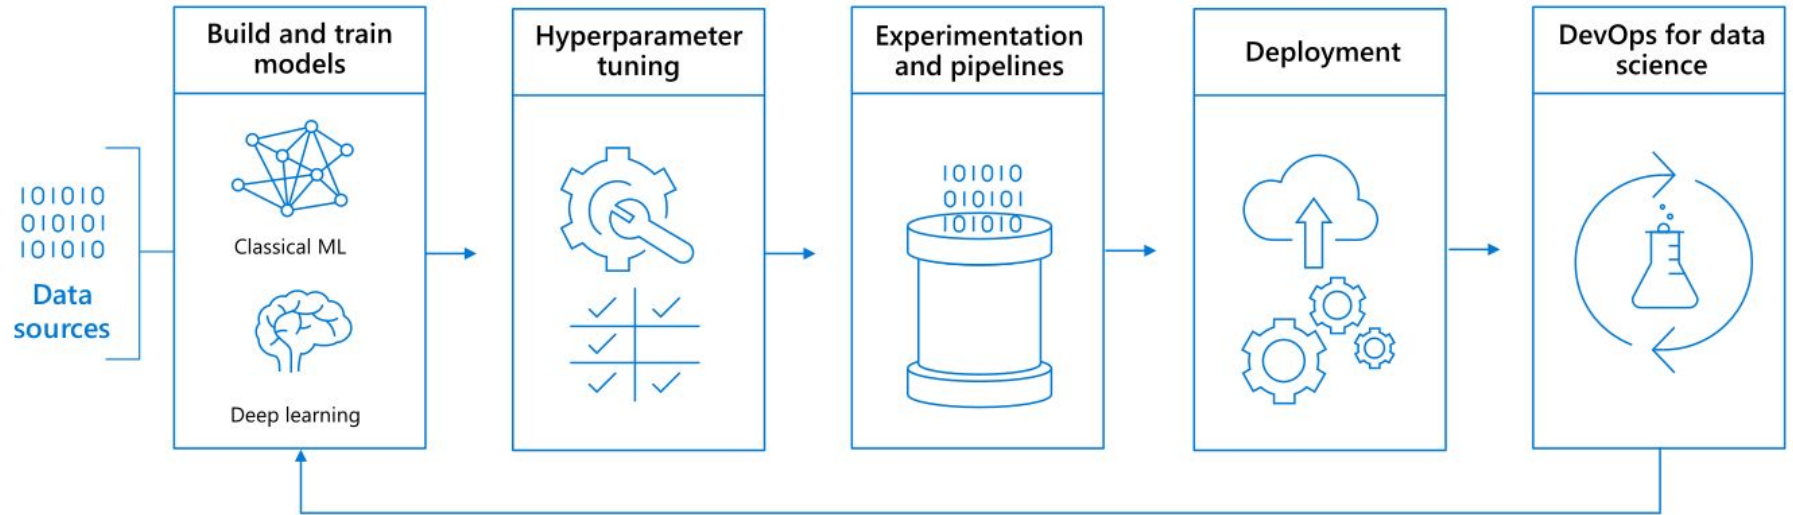 101010
010101
101010
Data
sources
Build and train
models
Classical ML
Deep learning
Hyperparameter
tuning
Experimentation
and pipelines
101010
010101
101010
Deployment
DevOps for data
science